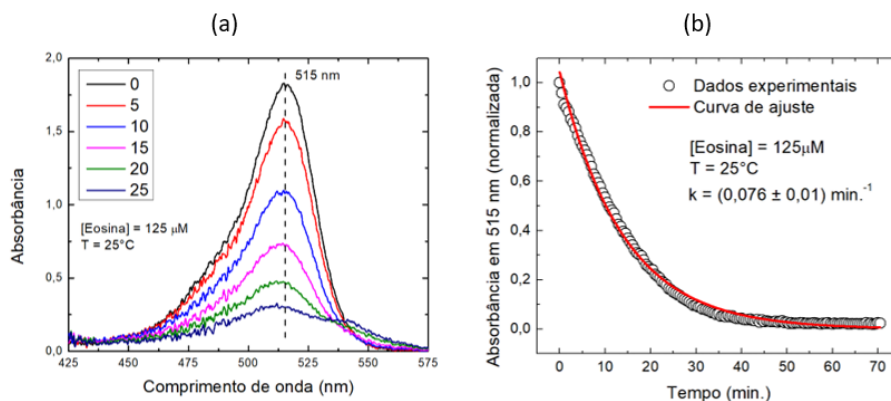 (a)
(b)
2,0
1,5
1,0
0,5
0,0
Absorbância
0
5
10
15
20
25
515 nm
[Eosina] = 125 µM
T = 25°C
425
450
475
500
525
550
575
Comprimento de onda (nm)
1,0
0,8
0,6
0,4
0,2
0,0
Absorbância em 515 nm (normalizada)
Dados experimentais
Curva de ajuste
[Eosina] = 125µM
T = 25°C
k = (0,076 ± 0,01) min.⁻¹
0
10
20
30
40
50
60
70
Tempo (min.)